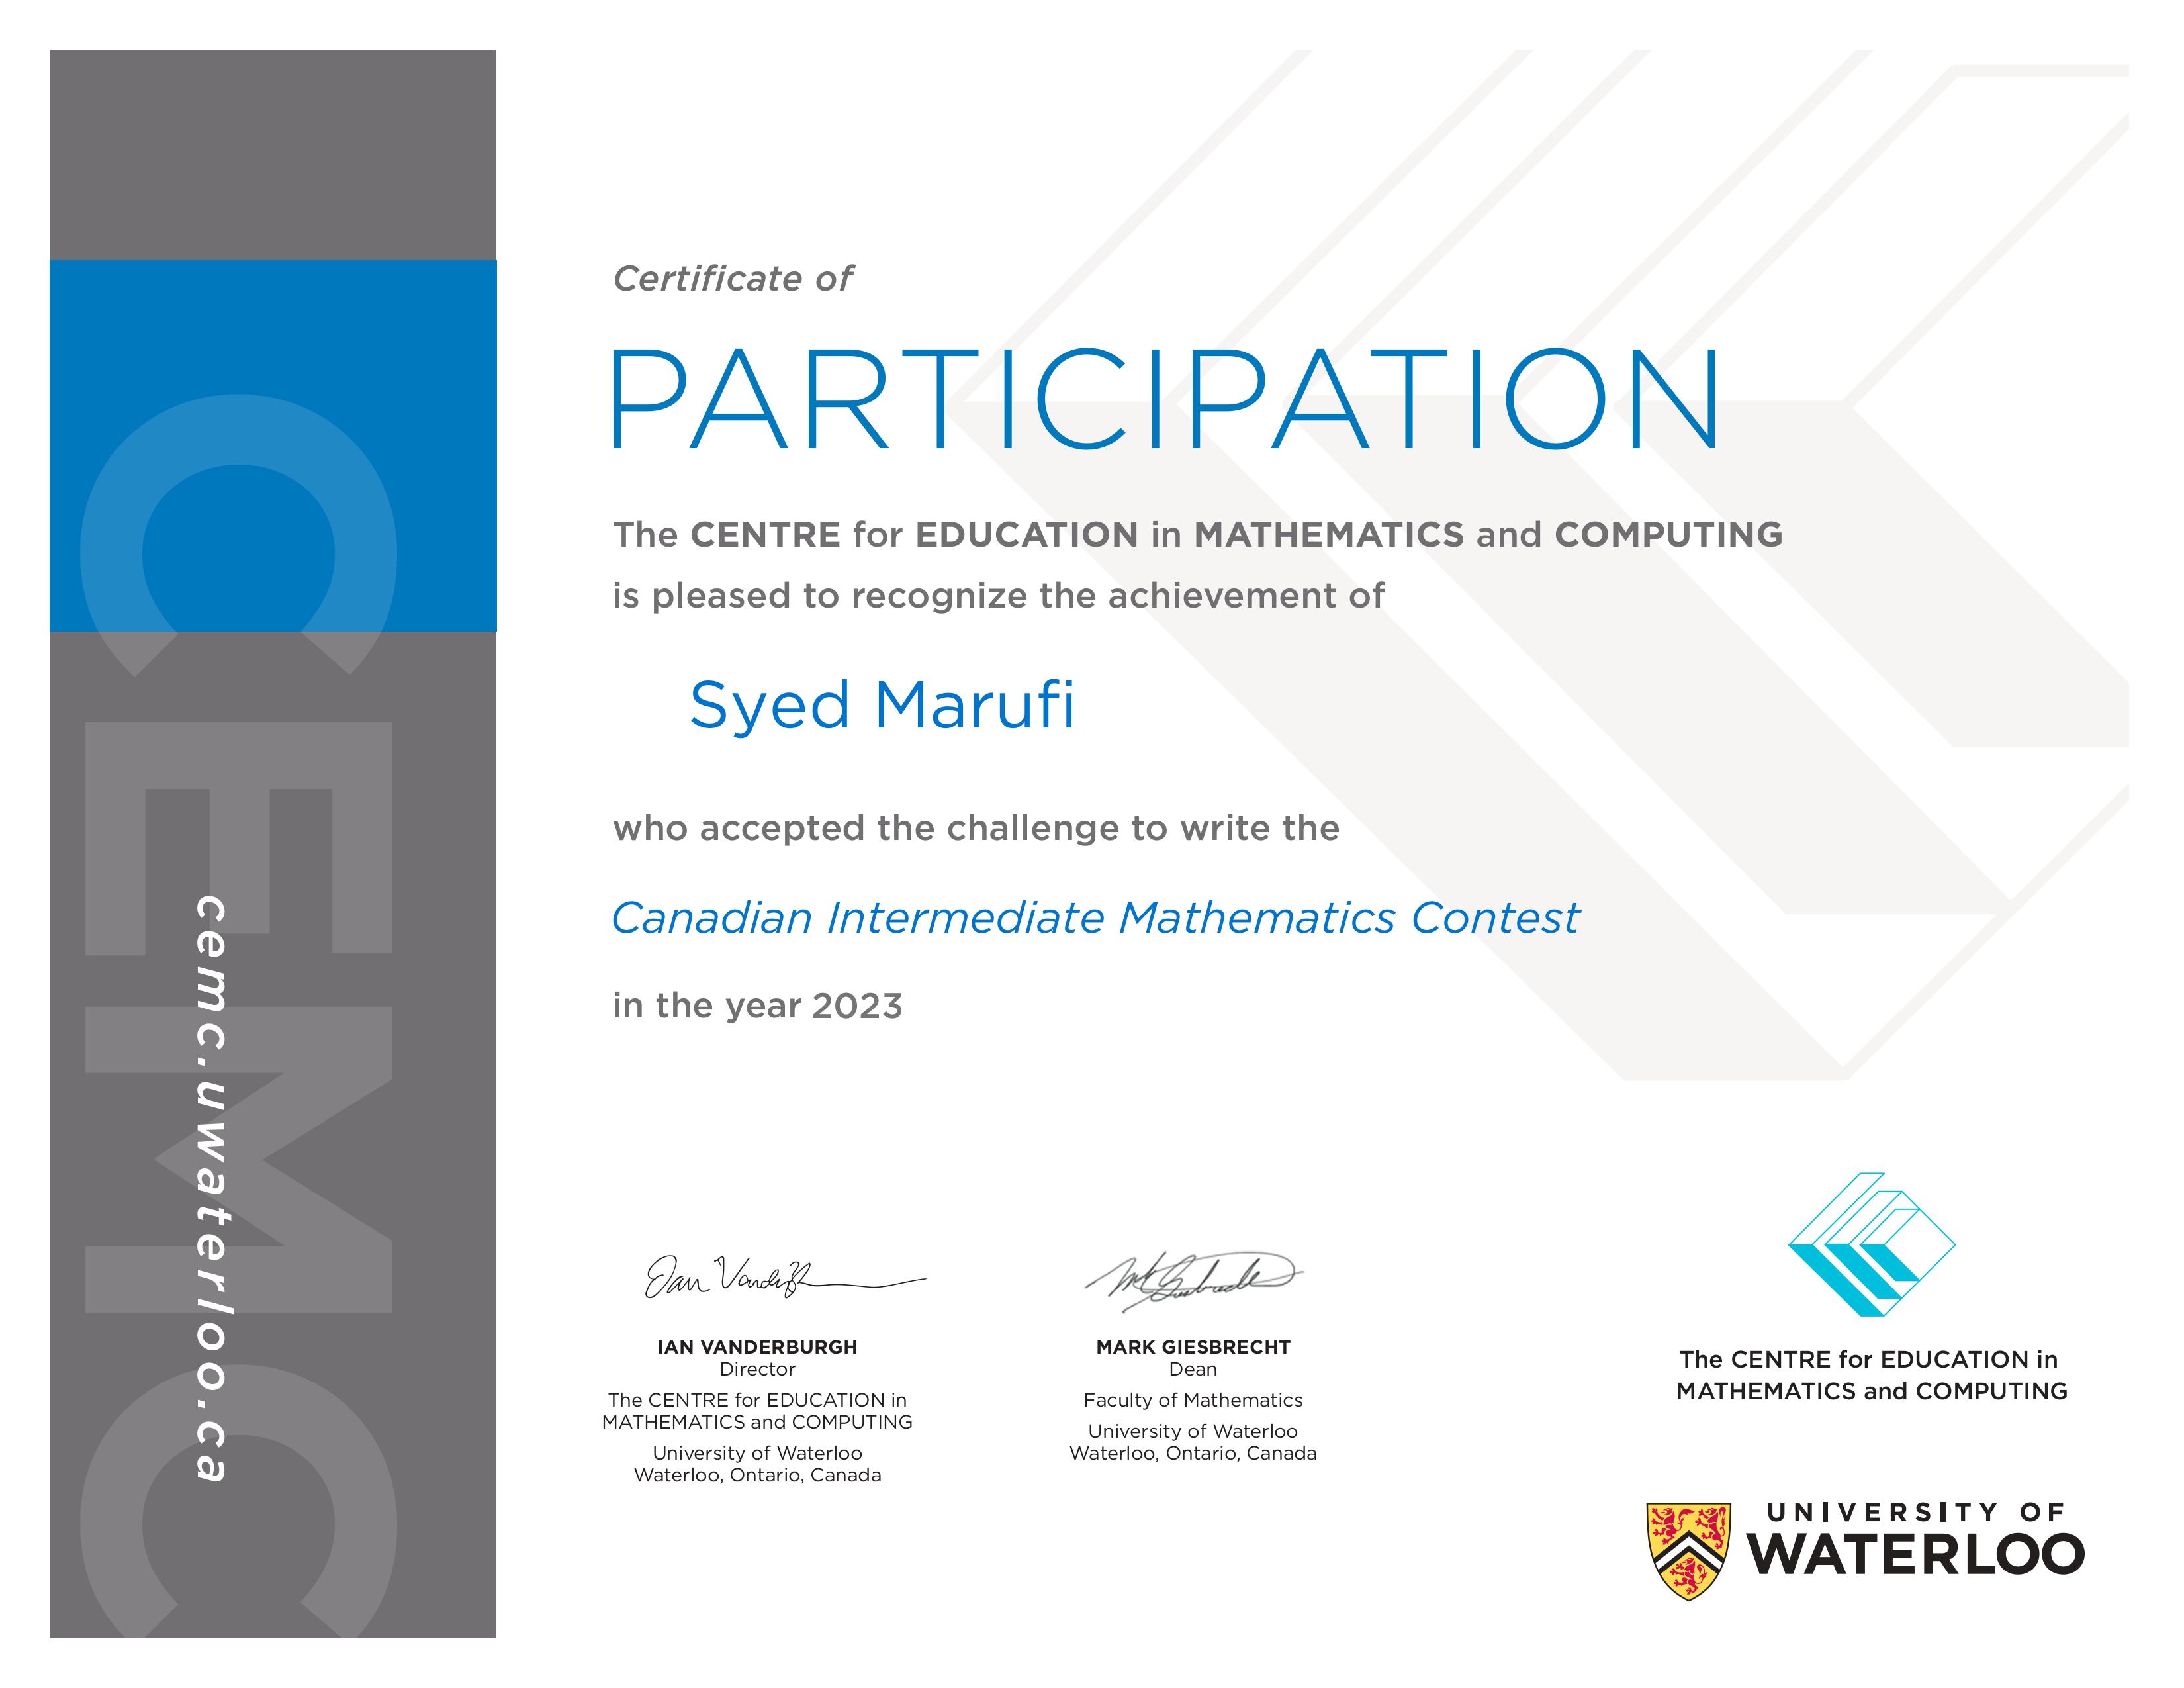 CEMC
cemc.uwaterloo.ca
Certificate of
PARTICIPATION
The CENTRE for EDUCATION in MATHEMATICS and COMPUTING
is pleased to recognize the achievement of
Syed Marufi
who accepted the challenge to write the
Canadian Intermediate Mathematics Contest
in the year 2023
IAN VANDERBURGH
Director
The CENTRE for EDUCATION in
MATHEMATICS and COMPUTING
University of Waterloo
Waterloo, Ontario, Canada
MARK GIESBRECHT
Dean
Faculty of Mathematics
University of Waterloo
Waterloo, Ontario, Canada
The CENTRE for EDUCATION in
MATHEMATICS and COMPUTING
UNIVERSITY OF
WATERLOO